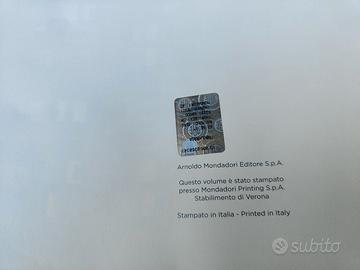 Arnoldo Mondadori Editore S.p.A.
Questo volume è stato stampato
presso Mondadori Printing S.p.A.
Stabilimento di Verona
Stampato in Italia - Printed in Italy
subito